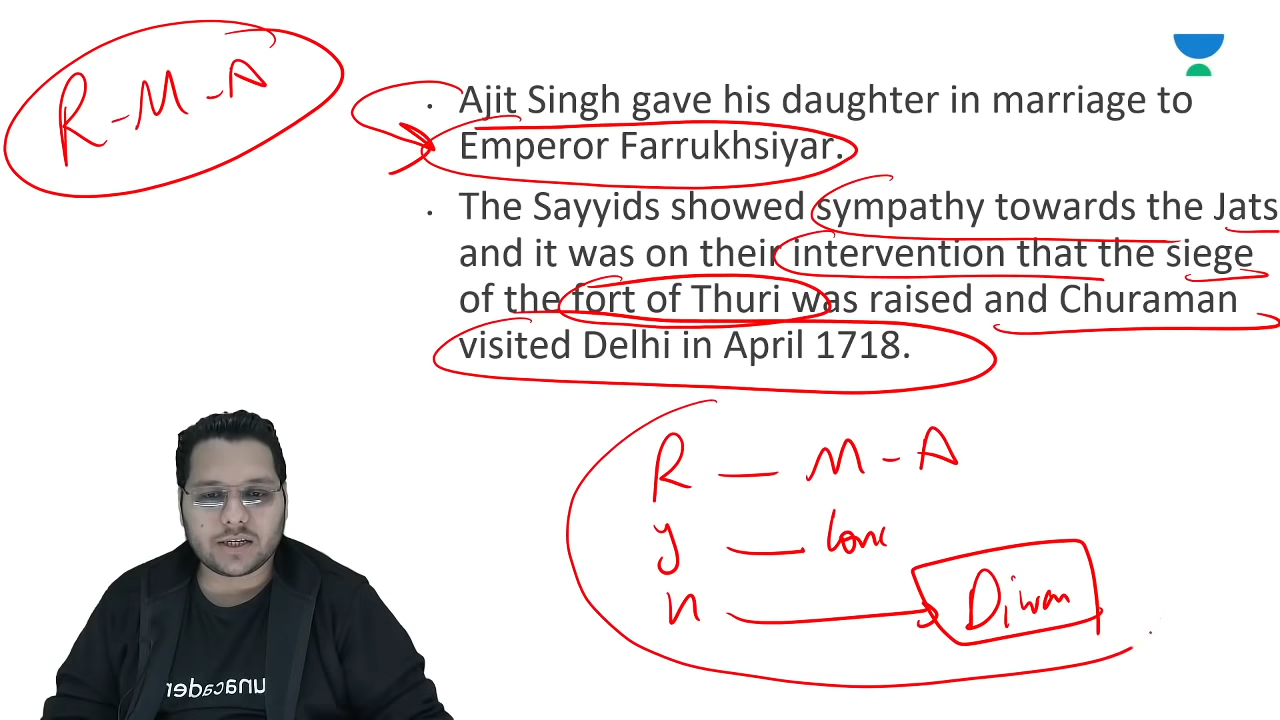 R-M-A
. Ajit Singh gave his daughter in marriage to
Emperor Farrukhsiyar.
. The Sayyids showed sympathy towards the Jats
and it was on their intervention that the siege
of the fort of Thuri was raised and Churaman
visited Delhi in April 1718.
R — M-A
y —
n — Diwan
unacadem